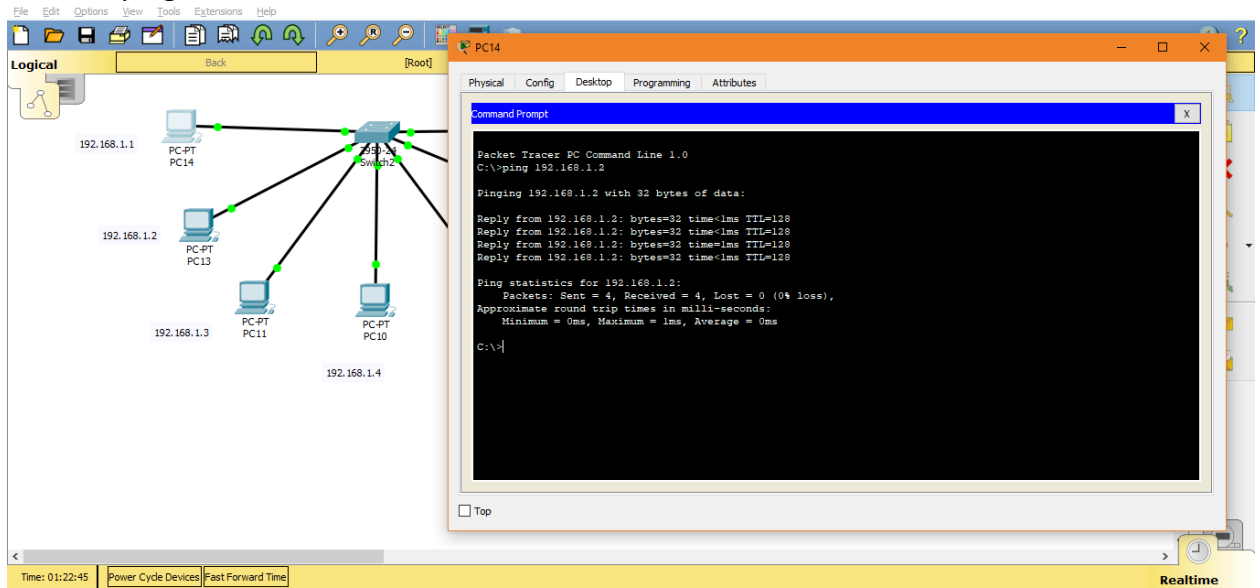 File Edit Options View Tools Extensions Help
PC14
Logical Back [Root]
Physical Config Desktop Programming Attributes
Command Prompt X
Packet Tracer PC Command Line 1.0
C:\>ping 192.168.1.2
Pinging 192.168.1.2 with 32 bytes of data:
Reply from 192.168.1.2: bytes=32 time<1ms TTL=128
Reply from 192.168.1.2: bytes=32 time<1ms TTL=128
Reply from 192.168.1.2: bytes=32 time=1ms TTL=128
Reply from 192.168.1.2: bytes=32 time<1ms TTL=128
Ping statistics for 192.168.1.2:
Packets: Sent = 4, Received = 4, Lost = 0 (0% loss),
Approximate round trip times in milli-seconds:
Minimum = 0ms, Maximum = 1ms, Average = 0ms
C:\>
Top
192.168.1.1
PC-PT
PC14
2950-24
Switch2
192.168.1.2
PC-PT
PC13
192.168.1.3
PC-PT
PC11
PC-PT
PC10
192.168.1.4
Time: 01:22:45 Power Cycle Devices Fast Forward Time
Realtime